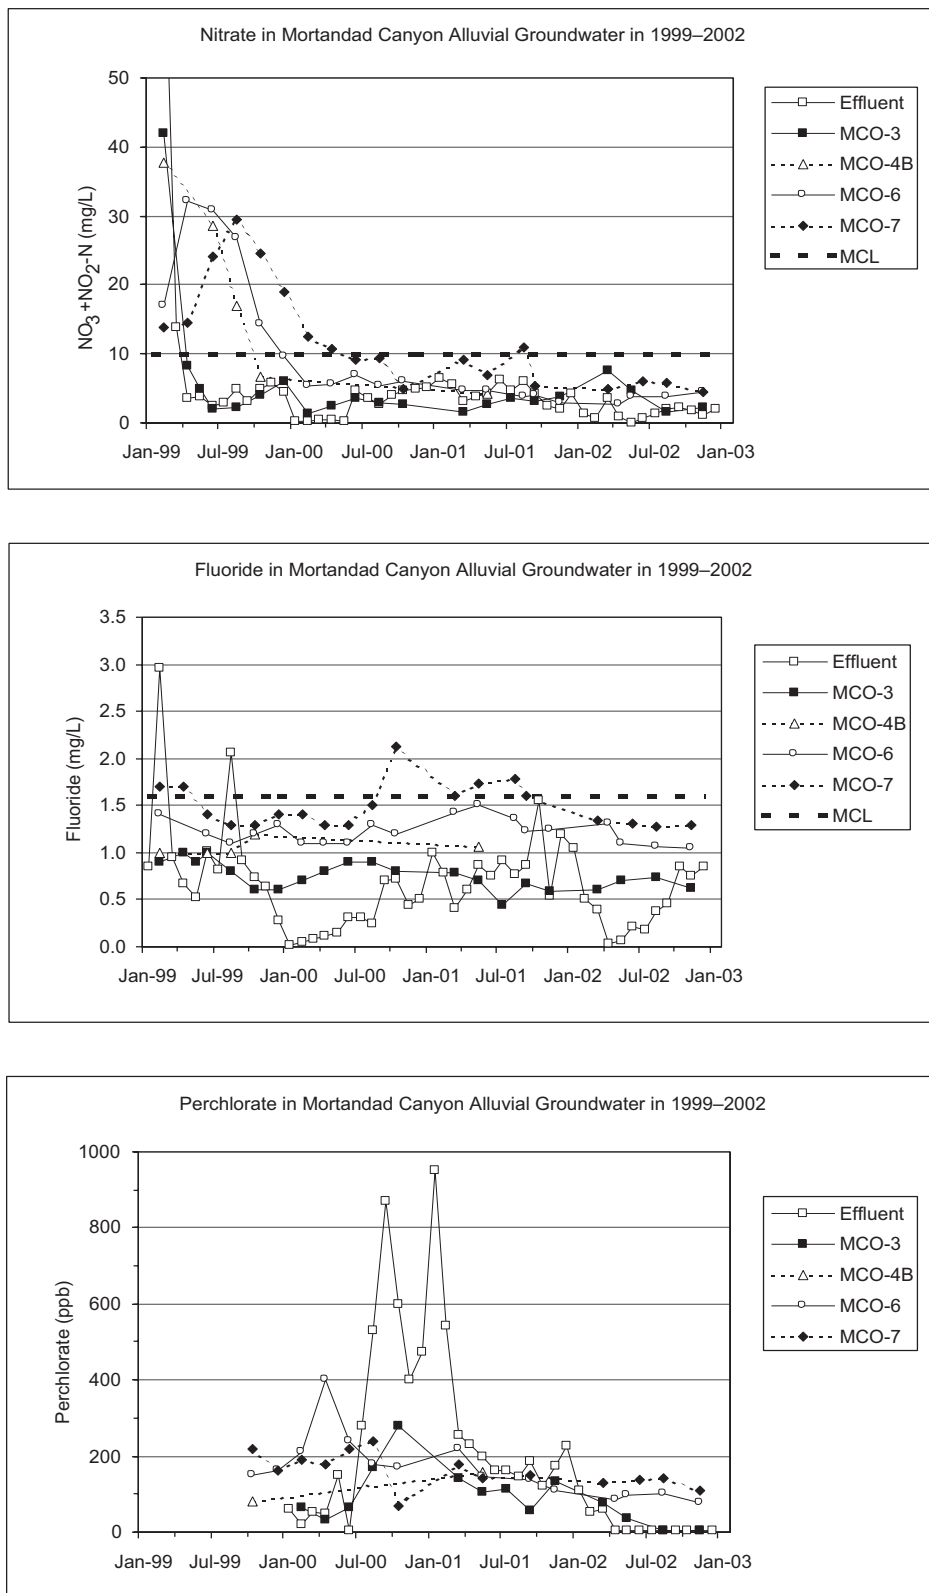 Nitrate in Mortandad Canyon Alluvial Groundwater in 1999–2002
50
40
30
20
10
0
NO3+NO2-N (mg/L)
Jan-99 Jul-99 Jan-00 Jul-00 Jan-01 Jul-01 Jan-02 Jul-02 Jan-03
Effluent
MCO-3
MCO-4B
MCO-6
MCO-7
MCL
Fluoride in Mortandad Canyon Alluvial Groundwater in 1999–2002
3.5
3.0
2.5
2.0
1.5
1.0
0.5
0.0
Fluoride (mg/L)
Jan-99 Jul-99 Jan-00 Jul-00 Jan-01 Jul-01 Jan-02 Jul-02 Jan-03
Effluent
MCO-3
MCO-4B
MCO-6
MCO-7
MCL
Perchlorate in Mortandad Canyon Alluvial Groundwater in 1999–2002
1000
800
600
400
200
0
Perchlorate (ppb)
Jan-99 Jul-99 Jan-00 Jul-00 Jan-01 Jul-01 Jan-02 Jul-02 Jan-03
Effluent
MCO-3
MCO-4B
MCO-6
MCO-7